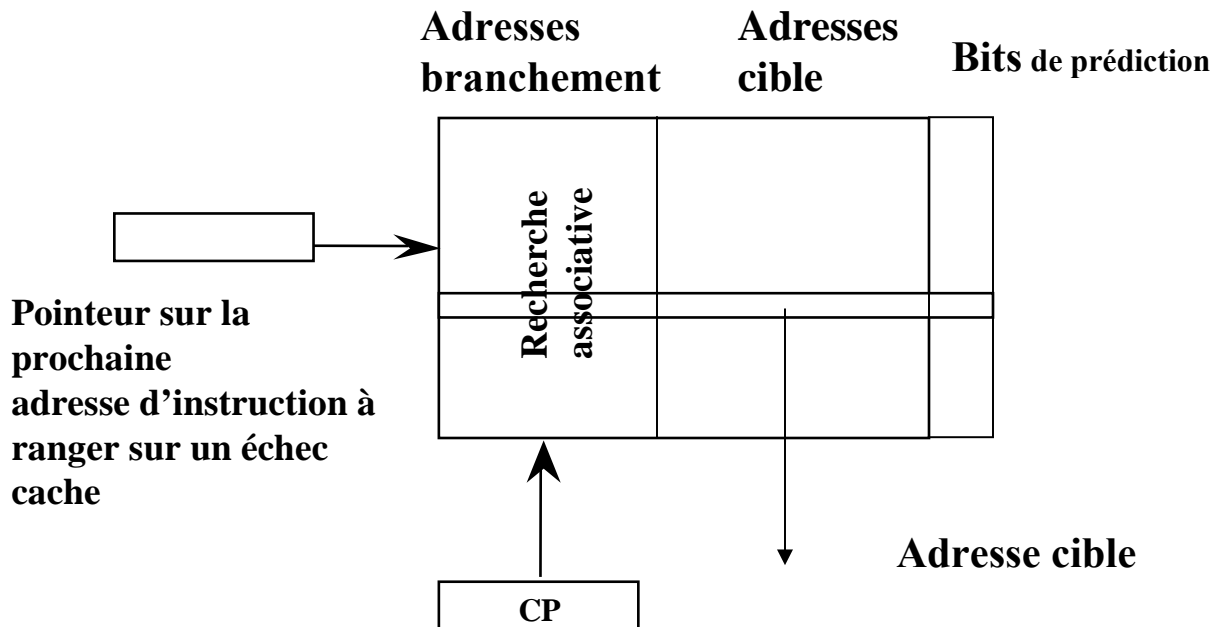 Adresses
branchement
Adresses
cible
Bits de prédiction
Recherche
associative
Pointeur sur la
prochaine
adresse d’instruction à
ranger sur un échec
cache
Adresse cible
CP